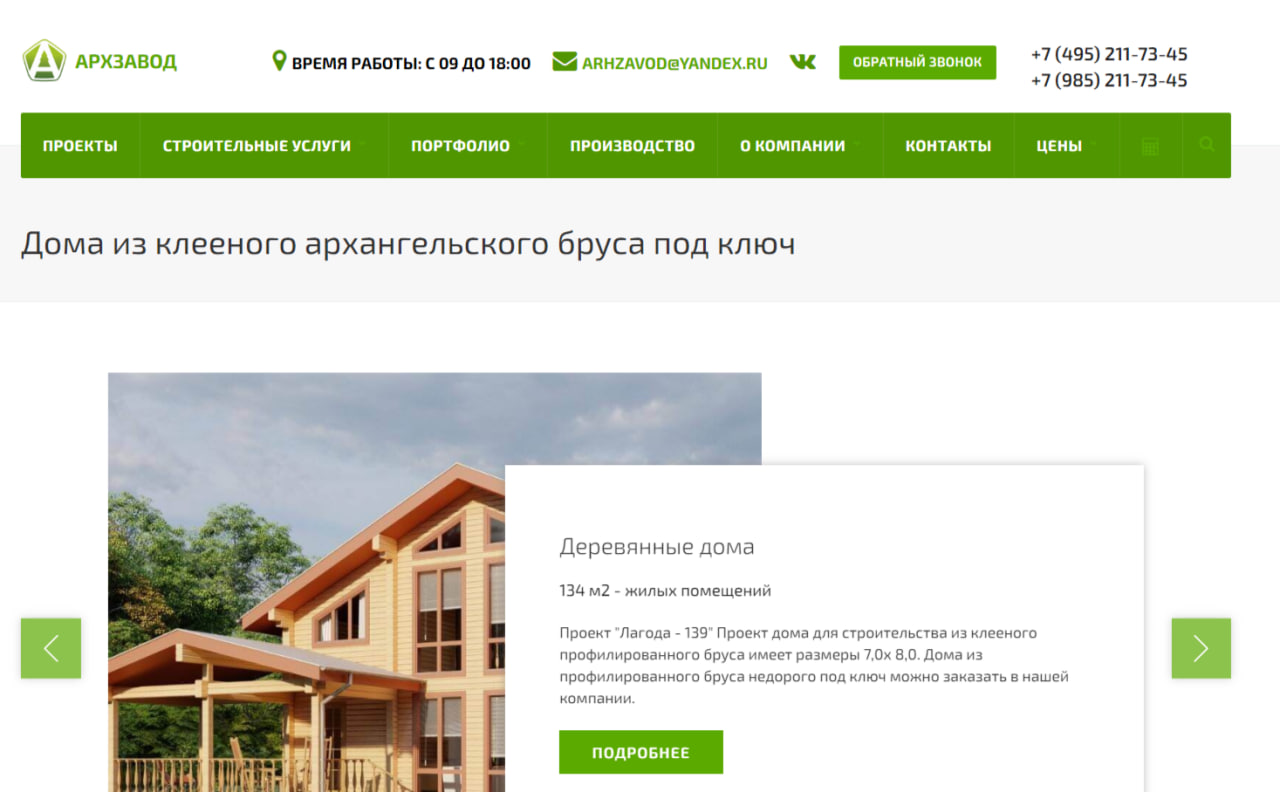 АРХЗАВОД
ВРЕМЯ РАБОТЫ: С 09 ДО 18:00
ARHZAVOD@YANDEX.RU
ОБРАТНЫЙ ЗВОНОК
+7 (495) 211-73-45
+7 (985) 211-73-45
ПРОЕКТЫ СТРОИТЕЛЬНЫЕ УСЛУГИ ПОРТФОЛИО ПРОИЗВОДСТВО О КОМПАНИИ КОНТАКТЫ ЦЕНЫ
Дома из клееного архангельского бруса под ключ
Деревянные дома
134 м2 - жилых помещений
Проект "Лагода - 139" Проект дома для строительства из клееного
профилированного бруса имеет размеры 7,0х 8,0. Дома из
профилированного бруса недорого под ключ можно заказать в нашей
компании.
ПОДРОБНЕЕ